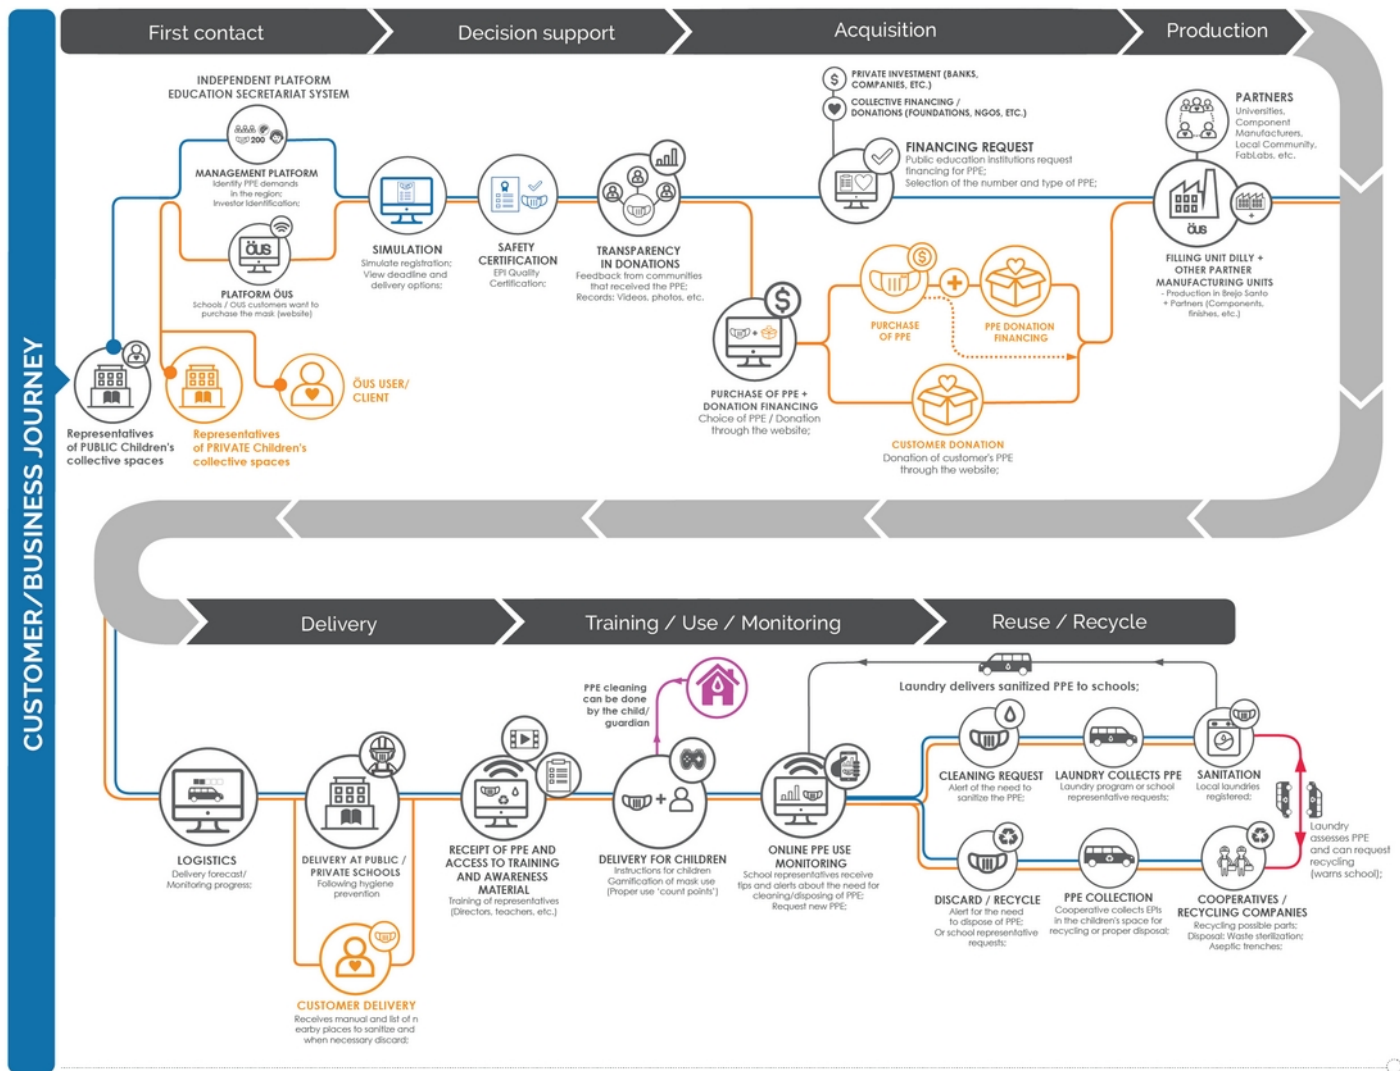 CUSTOMER/BUSINESS JOURNEY
First contact
Decision support
Acquisition
Production
INDEPENDENT PLATFORM
EDUCATION SECRETARIAT SYSTEM
200
MANAGEMENT PLATFORM
Identify PPE demands
in the region;
Investor Identification;
ÖUS
PLATFORM ÖUS
Schools / OUS customers want to
purchase the mask (website)
Representatives
of PUBLIC Children's
collective spaces
Representatives
of PRIVATE Children's
collective spaces
ÖUS USER/
CLIENT
SIMULATION
Simulate registration;
View deadline and
delivery options;
SAFETY
CERTIFICATION
EPI Quality
Certification;
TRANSPARENCY
IN DONATIONS
Feedback from communities
that received the PPE;
Records: Videos, photos, etc.
$
PRIVATE INVESTMENT (BANKS,
COMPANIES, ETC.)
COLLECTIVE FINANCING /
DONATIONS (FOUNDATIONS, NGOS, ETC.)
FINANCING REQUEST
Public education institutions request
financing for PPE;
Selection of the number and type of PPE;
$
+
PURCHASE OF PPE +
DONATION FINANCING
Choice of PPE / Donation
through the website;
$
PURCHASE
OF PPE
+
PPE DONATION
FINANCING
CUSTOMER DONATION
Donation of customer's PPE
through the website;
PARTNERS
Universities,
Component
Manufacturers,
Local Community,
FabLabs, etc.
ÖUS
+
FILLING UNIT DILLY +
OTHER PARTNER
MANUFACTURING UNITS
- Production in Brejo Santo
+ Partners (Components,
finishes, etc.)
Delivery
Training / Use / Monitoring
Reuse / Recycle
LOGISTICS
Delivery forecast/
Monitoring progress;
DELIVERY AT PUBLIC /
PRIVATE SCHOOLS
Following hygiene
prevention
CUSTOMER DELIVERY
Receives manual and list of n
earby places to sanitize and
when necessary discard;
RECEIPT OF PPE AND
ACCESS TO TRAINING
AND AWARENESS
MATERIAL
Training of representatives
(Directors, teachers, etc.)
PPE cleaning
can be done
by the child/
guardian
+
DELIVERY FOR CHILDREN
Instructions for children
Gamification of mask use
(Proper use 'count points')
ONLINE PPE USE
MONITORING
School representatives receive
tips and alerts about the need for
cleaning/disposing of PPE;
Request new PPE;
Laundry delivers sanitized PPE to schools;
CLEANING REQUEST
Alert of the need to
sanitize the PPE;
LAUNDRY COLLECTS PPE
Laundry program or school
representative requests;
SANITATION
Local laundries
registered;
Laundry
assesses PPE
and can request
recycling
(warns school);
DISCARD / RECYCLE
Alert for the need
to dispose of PPE;
Or school representative
requests;
PPE COLLECTION
Cooperative collects EPIs
in the children's space for
recycling or proper disposal;
COOPERATIVES /
RECYCLING COMPANIES
Recycling possible parts;
Disposal: Waste sterilization;
Aseptic trenches;